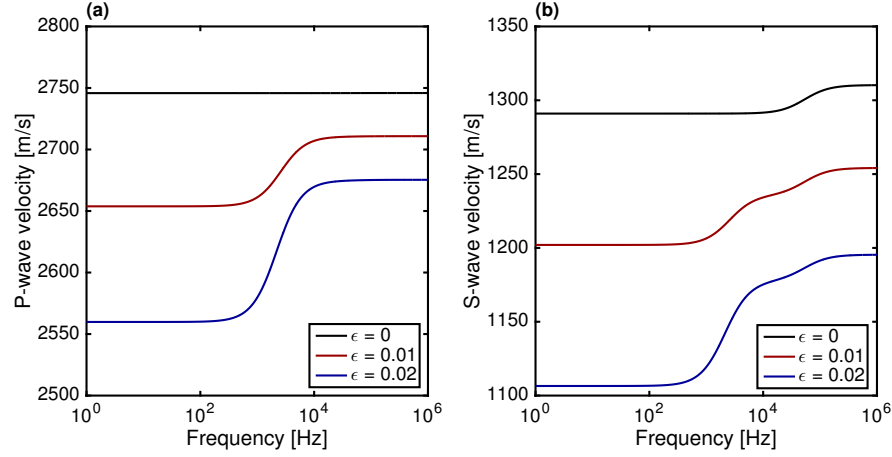 (a)
2800
2750
2700
2650
2600
2550
2500
P-wave velocity [m/s]
ϵ = 0
ϵ = 0.01
ϵ = 0.02
10^0 10^2 10^4 10^6
Frequency [Hz]
(b)
1350
1300
1250
1200
1150
1100
S-wave velocity [m/s]
ϵ = 0
ϵ = 0.01
ϵ = 0.02
10^0 10^2 10^4 10^6
Frequency [Hz]